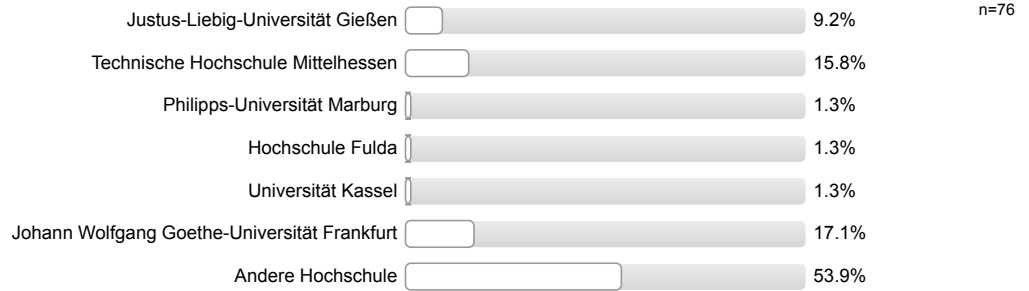 Justus-Liebig-Universität Gießen 9.2% n=76
Technische Hochschule Mittelhessen 15.8%
Philipps-Universität Marburg 1.3%
Hochschule Fulda 1.3%
Universität Kassel 1.3%
Johann Wolfgang Goethe-Universität Frankfurt 17.1%
Andere Hochschule 53.9%